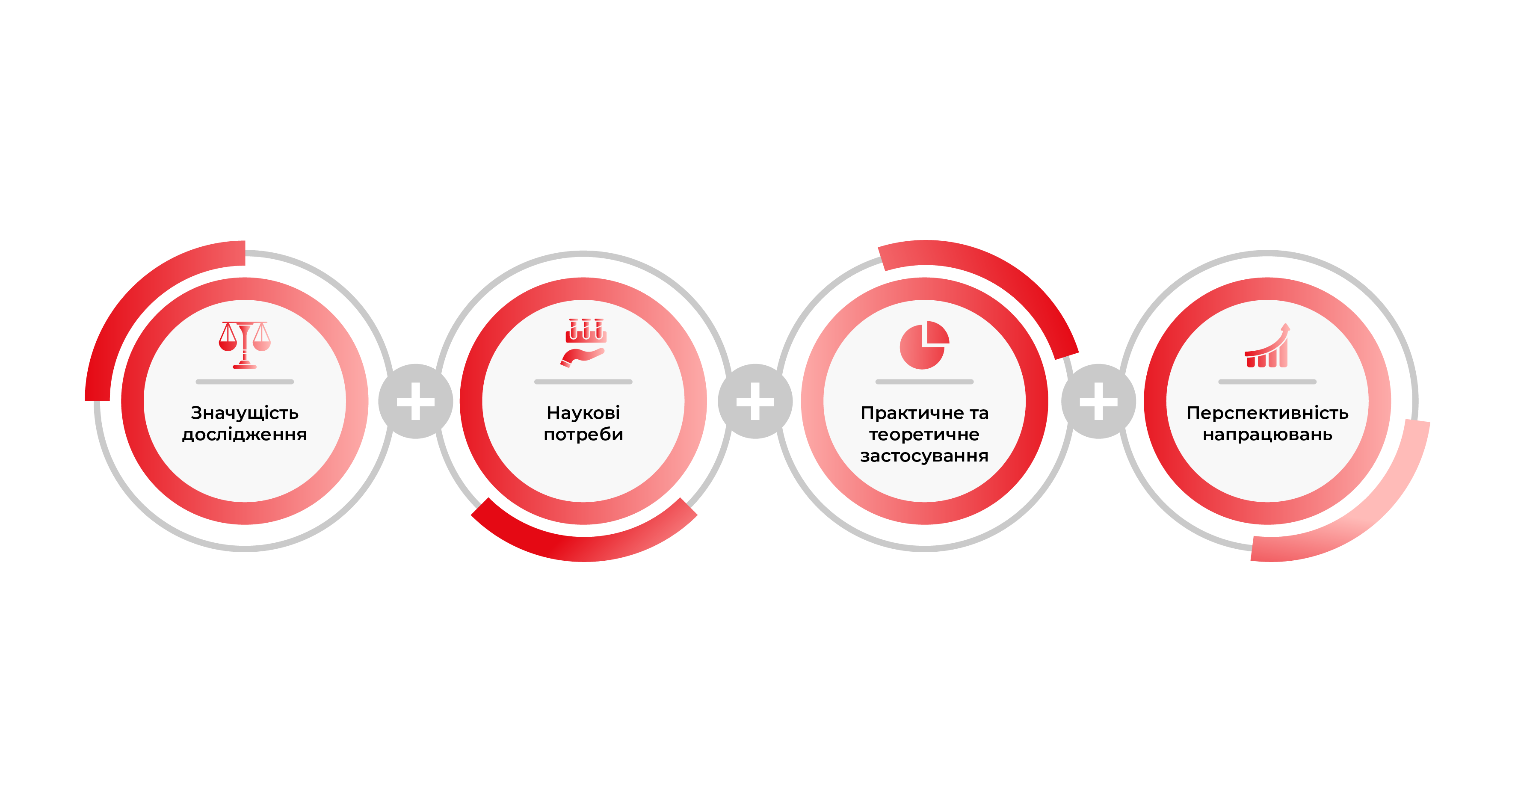 Значущість
дослідження
Наукові
потреби
Практичне та
теоретичне
застосування
Перспективність
напрацювань